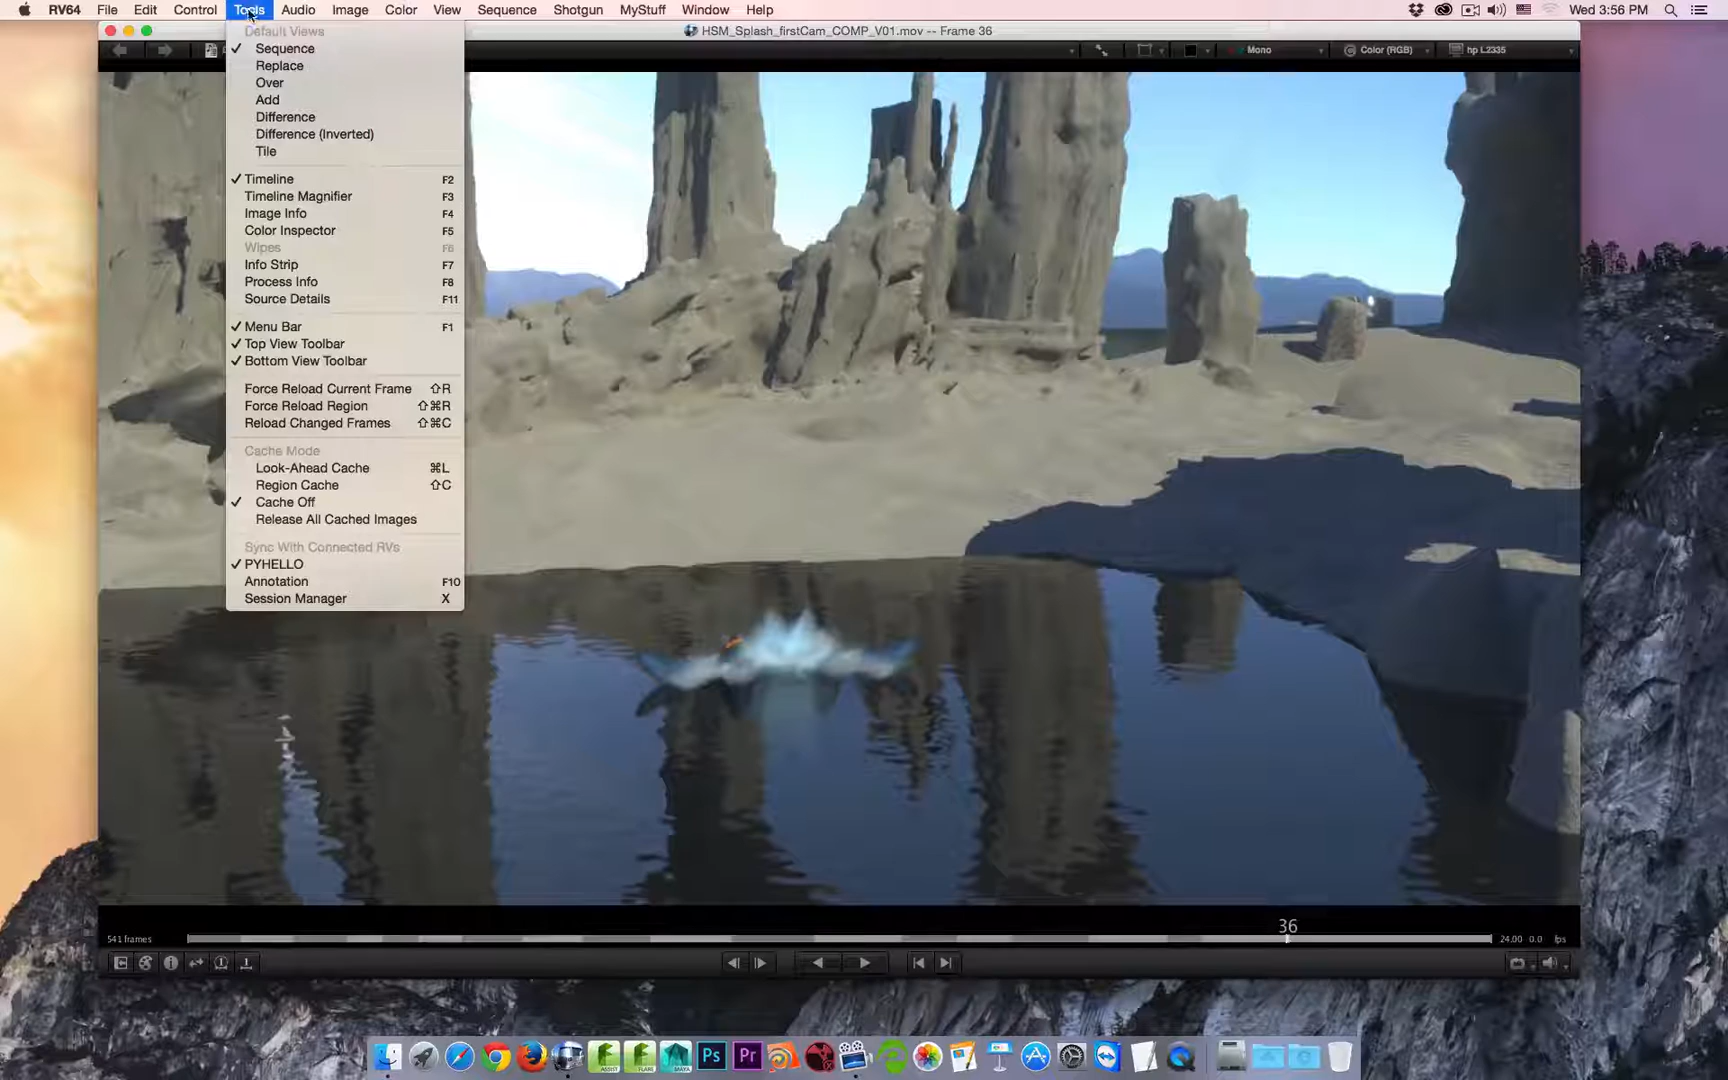 RV64 File Edit Control Tools Audio Image Color View Sequence Shotgun MyStuff Window Help Wed 3:56 PM
HSM_Splash_firstCam_COMP_V01.mov -- Frame 36
Mono Color (RGB) hp L2335
Default Views
✓ Sequence
Replace
Over
Add
Difference
Difference (Inverted)
Tile
✓ Timeline F2
Timeline Magnifier F3
Image Info F4
Color Inspector F5
Wipes F6
Info Strip F7
Process Info F8
Source Details F11
✓ Menu Bar F1
✓ Top View Toolbar
✓ Bottom View Toolbar
Force Reload Current Frame ⇧R
Force Reload Region ⇧⌘R
Reload Changed Frames ⇧⌘C
Cache Mode
Look-Ahead Cache ⌘L
Region Cache ⇧C
✓ Cache Off
Release All Cached Images
Sync With Connected RVs
✓ PYHELLO
Annotation F10
Session Manager X
36
541 frames 24.00 0.0 fps
ASSIST FLARE MAYA Ps Pr